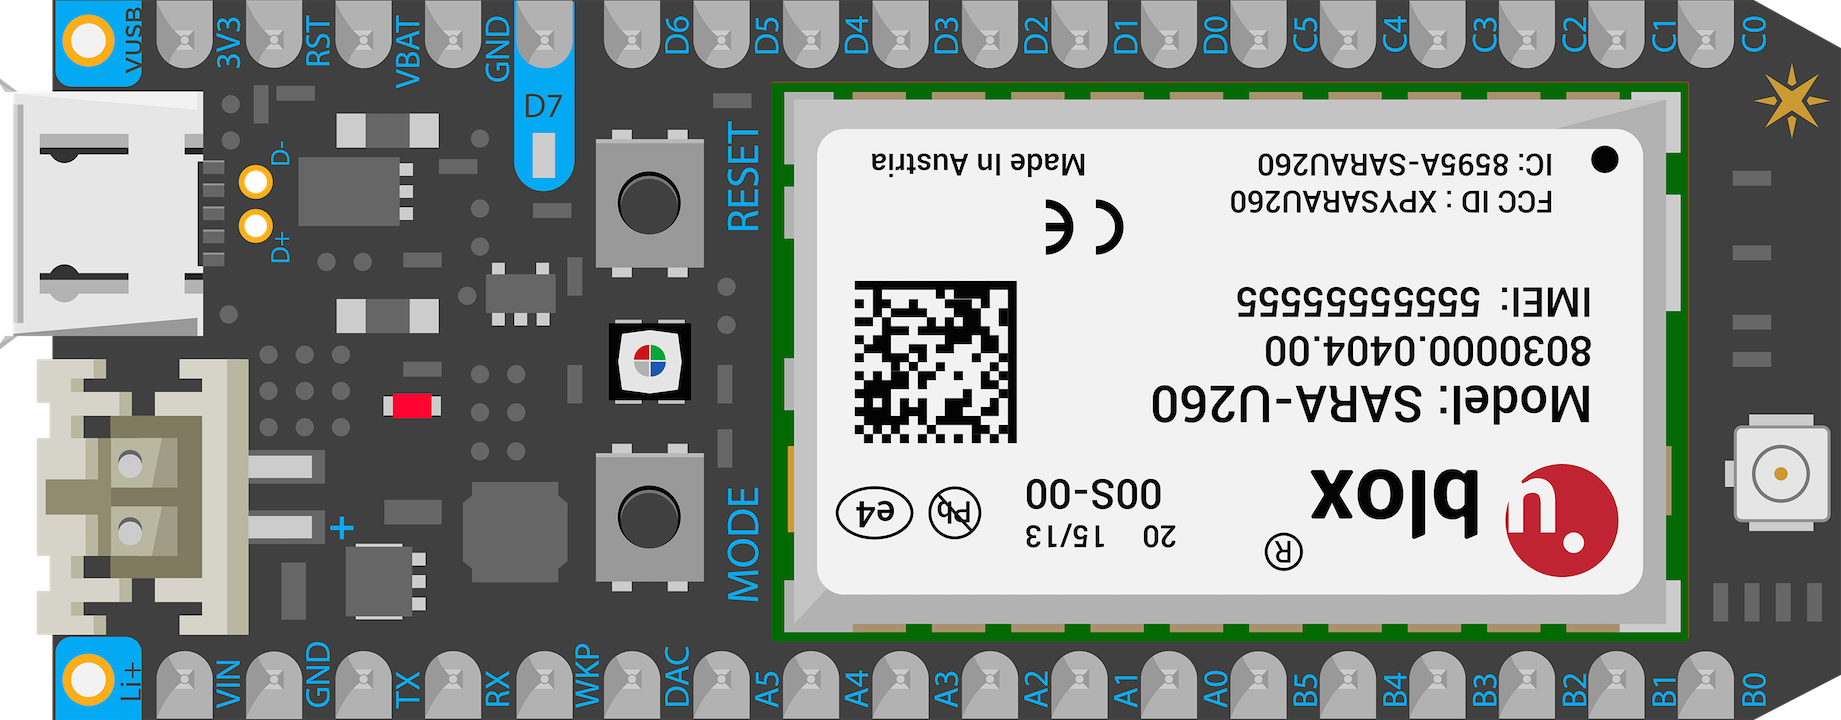 VUSB
3V3
RST
VBAT
GND
D7
D6
D5
D4
D3
D2
D1
D0
C5
C4
C3
C2
C1
C0
D-
D+
RESET
MODE
+
ublox®
20 15/13
00S-00
Pb
e4
Model: SARA-U260
8030000.0404.00
IMEI: 555555555555
FCC ID : XPYSARAU260
IC: 8595A-SARAU260
CE
Made In Austria
Li+
VIN
GND
TX
RX
WKP
DAC
A5
A4
A3
A2
A1
A0
B5
B4
B3
B2
B1
B0